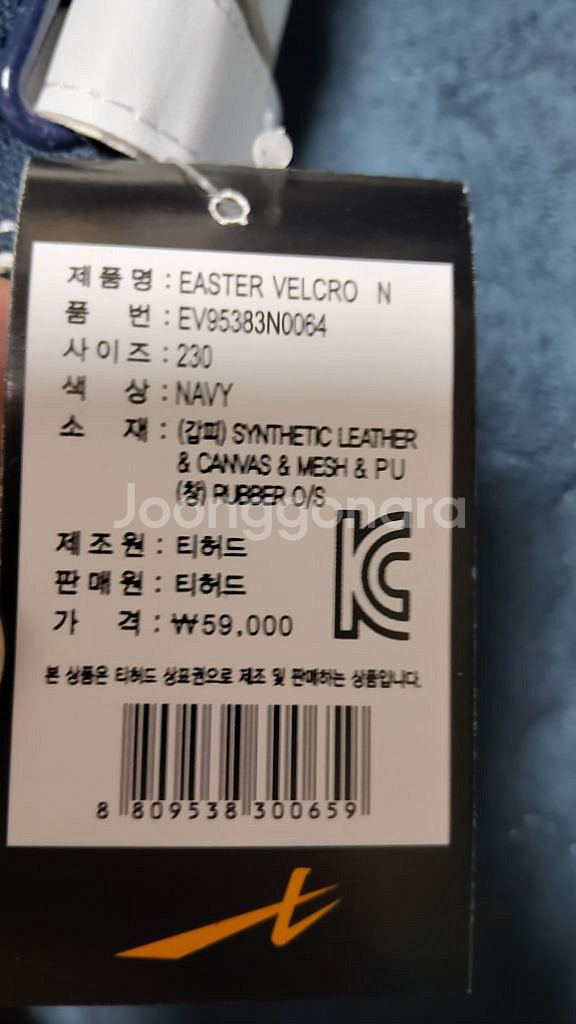 제품명 : EASTER VELCRO N
품 번 : EV95383N0064
사이즈 : 230
색 상 : NAVY
소 재 : (갑피) SYNTHETIC LEATHER
& CANVAS & MESH & PU
(창) RUBBER O/S
Joonggonara
제조원 : 티허드
판매원 : 티허드
가 격 : ₩59,000
본 상품은 티허드 상표권으로 제조 및 판매하는 상품입니다.
8 809538 300659